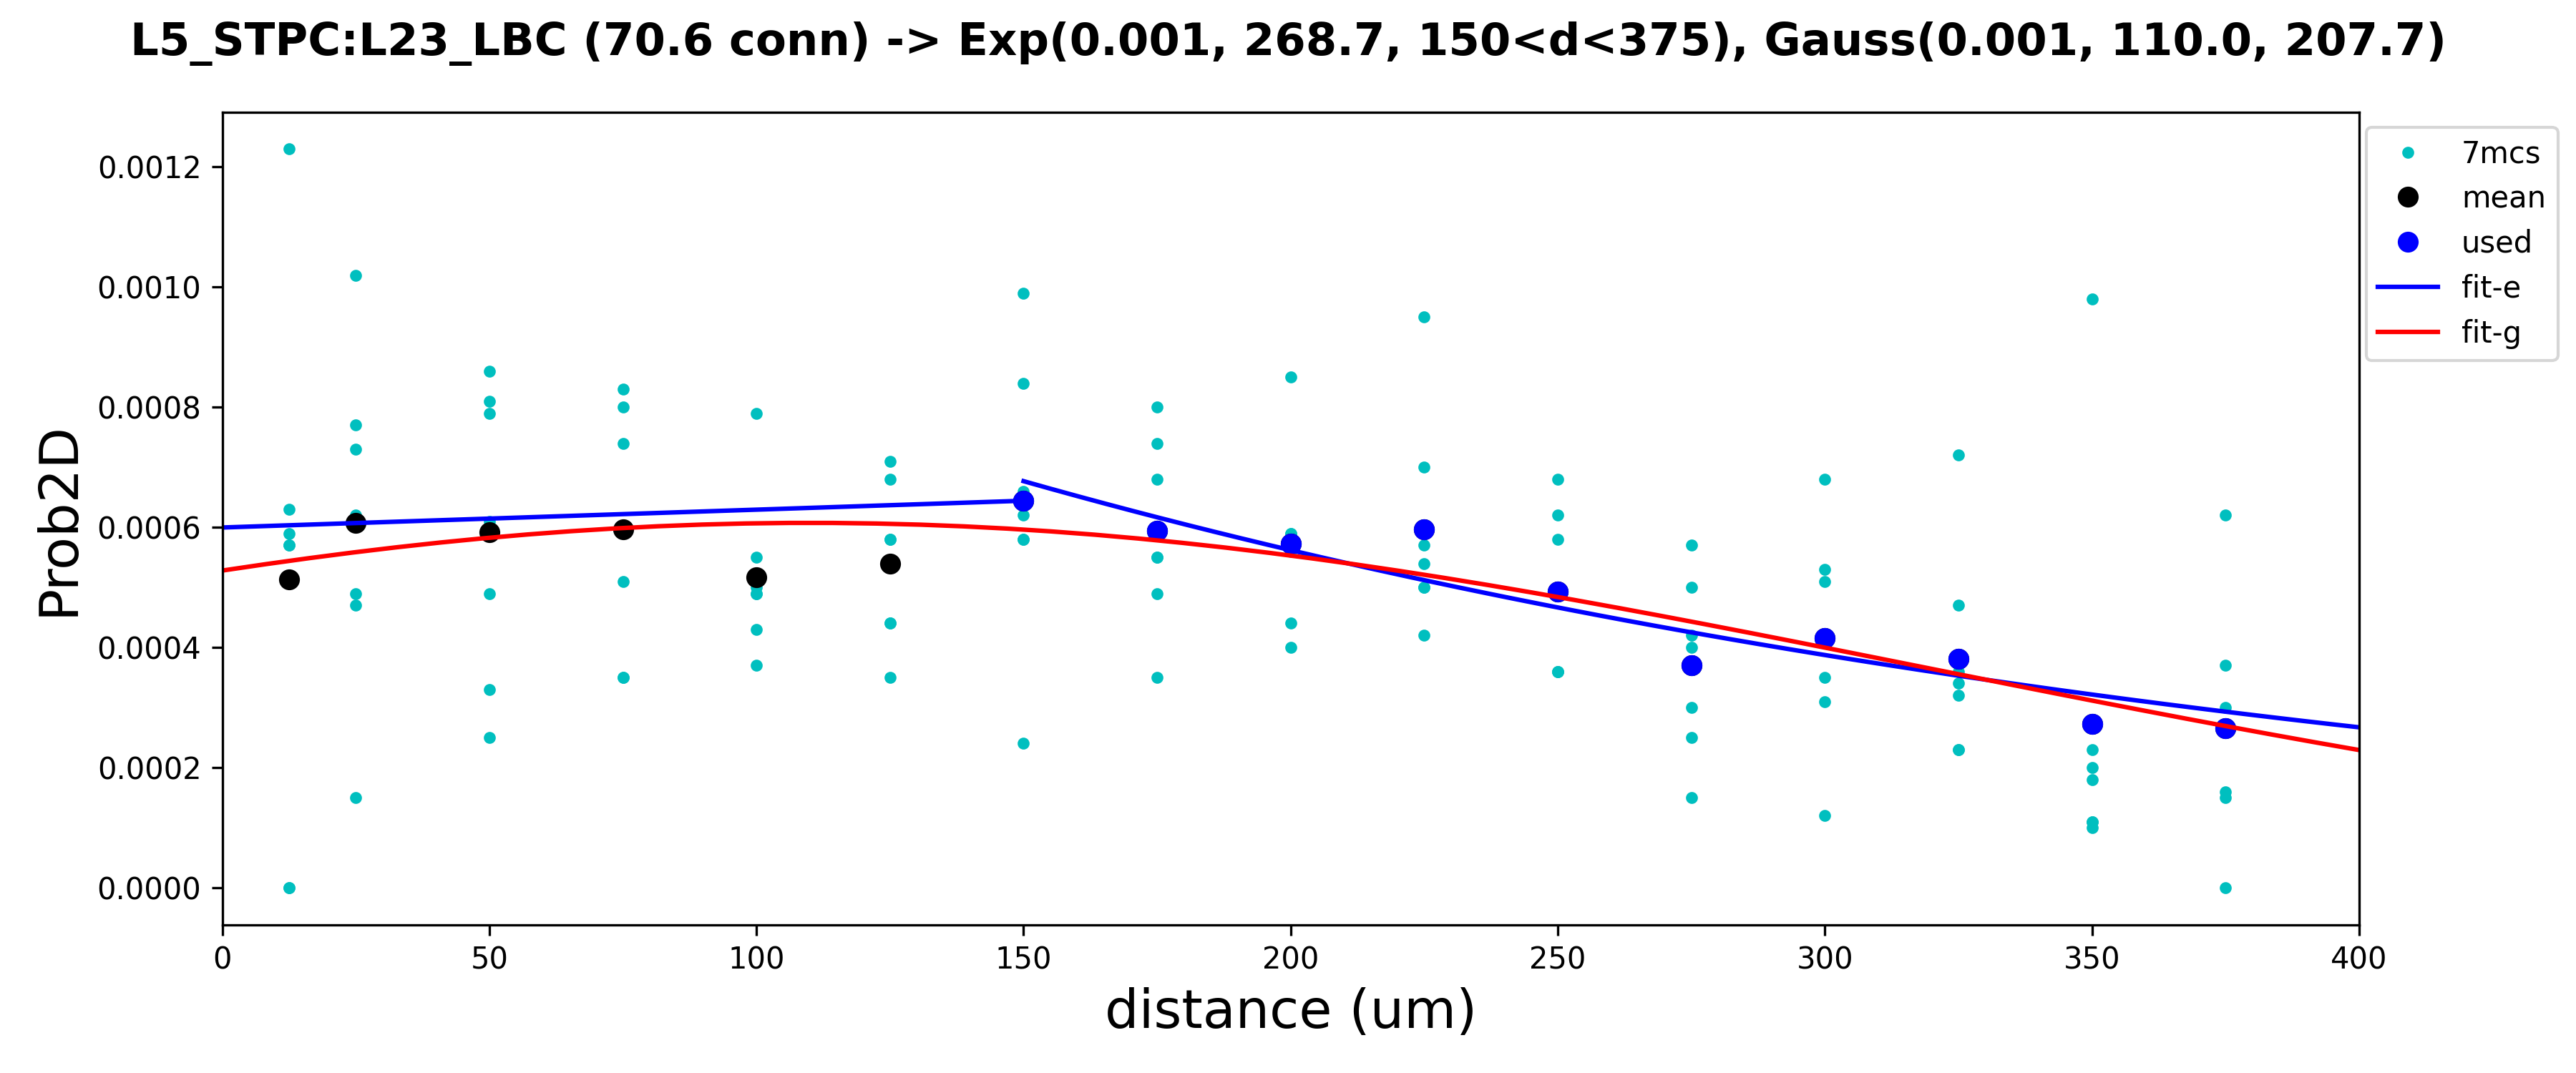 L5_STPC:L23_LBC (70.6 conn) -> Exp(0.001, 268.7, 150<d<375), Gauss(0.001, 110.0, 207.7)
7mcs
mean
used
fit-e
fit-g
Prob2D
0.0012
0.0010
0.0008
0.0006
0.0004
0.0002
0.0000
0 50 100 150 200 250 300 350 400
distance (um)